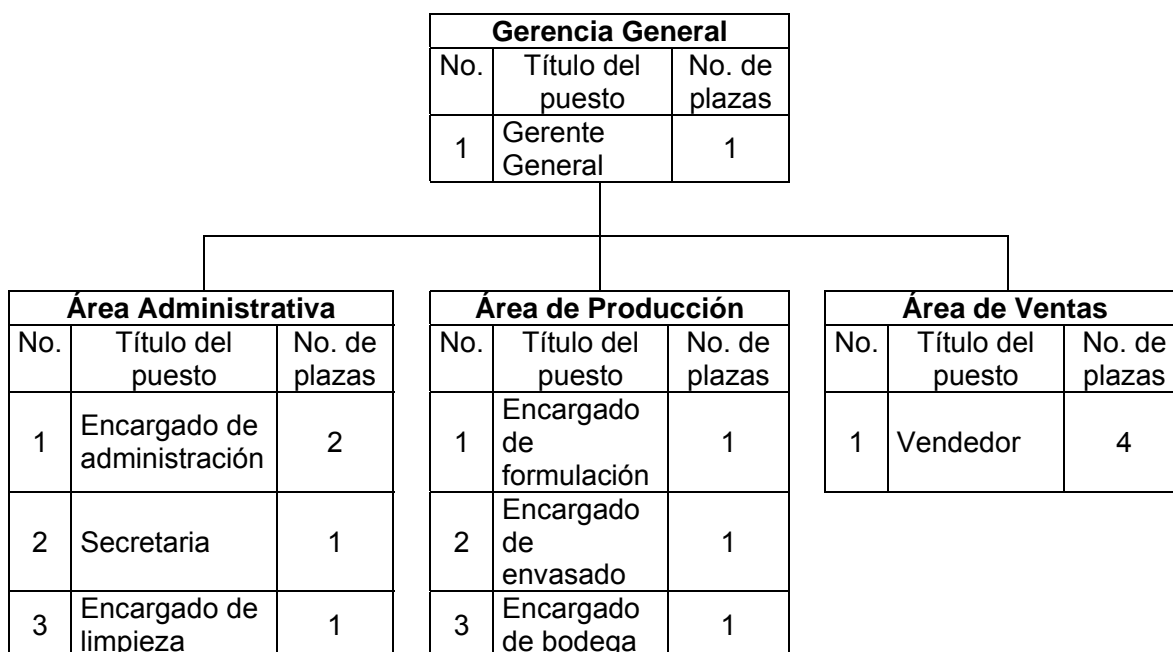 Gerencia General
No. Título del puesto No. de plazas
1 Gerente General 1
Área Administrativa
No. Título del puesto No. de plazas
1 Encargado de administración 2
2 Secretaria 1
3 Encargado de limpieza 1
Área de Producción
No. Título del puesto No. de plazas
1 Encargado de formulación 1
2 Encargado de envasado 1
3 Encargado de bodega 1
Área de Ventas
No. Título del puesto No. de plazas
1 Vendedor 4